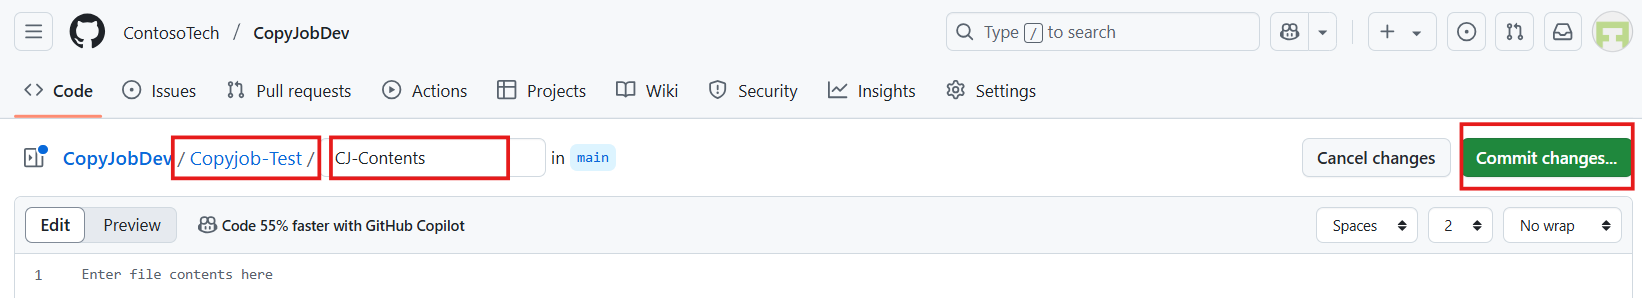 ContosoTech / CopyJobDev Type / to search
Code Issues Pull requests Actions Projects Wiki Security Insights Settings
CopyJobDev / Copyjob-Test / CJ-Contents in main Cancel changes Commit changes...
Edit Preview Code 55% faster with GitHub Copilot Spaces 2 No wrap
1 Enter file contents here